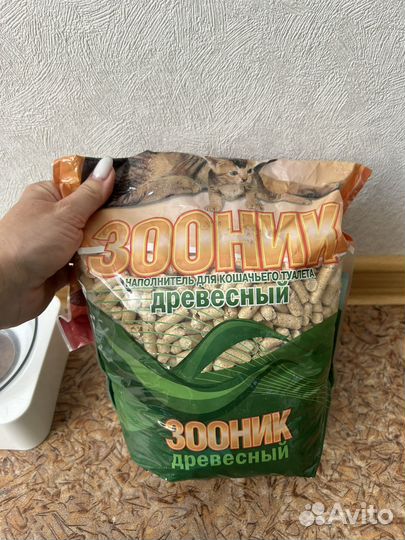 ЗООНИК
НАПОЛНИТЕЛЬ ДЛЯ КОШАЧЬЕГО ТУАЛЕТА
древесный
ЗООНИК
древесный
Avito